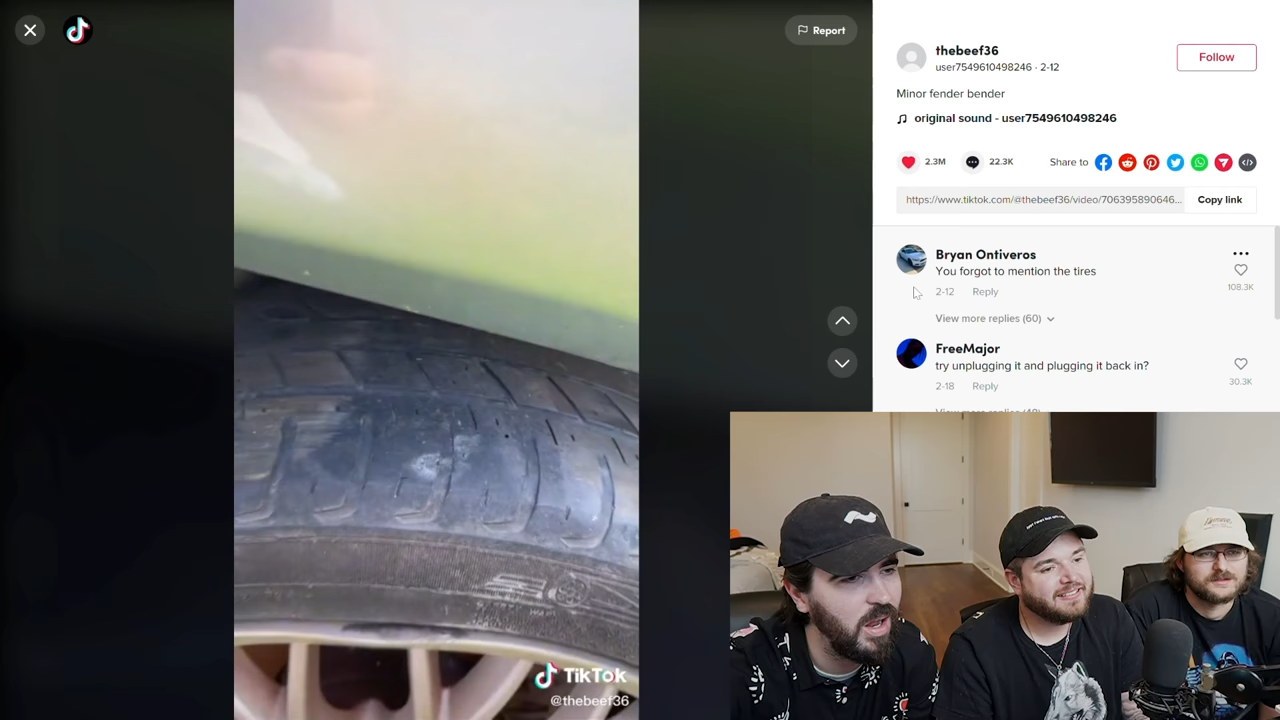 Report
thebeef36
user7549610498246 · 2-12
Follow
Minor fender bender
original sound - user7549610498246
2.3M
22.3K
Share to
https://www.tiktok.com/@thebeef36/video/706395890646...
Copy link
Bryan Ontiveros
You forgot to mention the tires
108.3K
2-12
Reply
View more replies (60)
FreeMajor
try unplugging it and plugging it back in?
30.3K
2-18
Reply
TikTok
@thebeef36